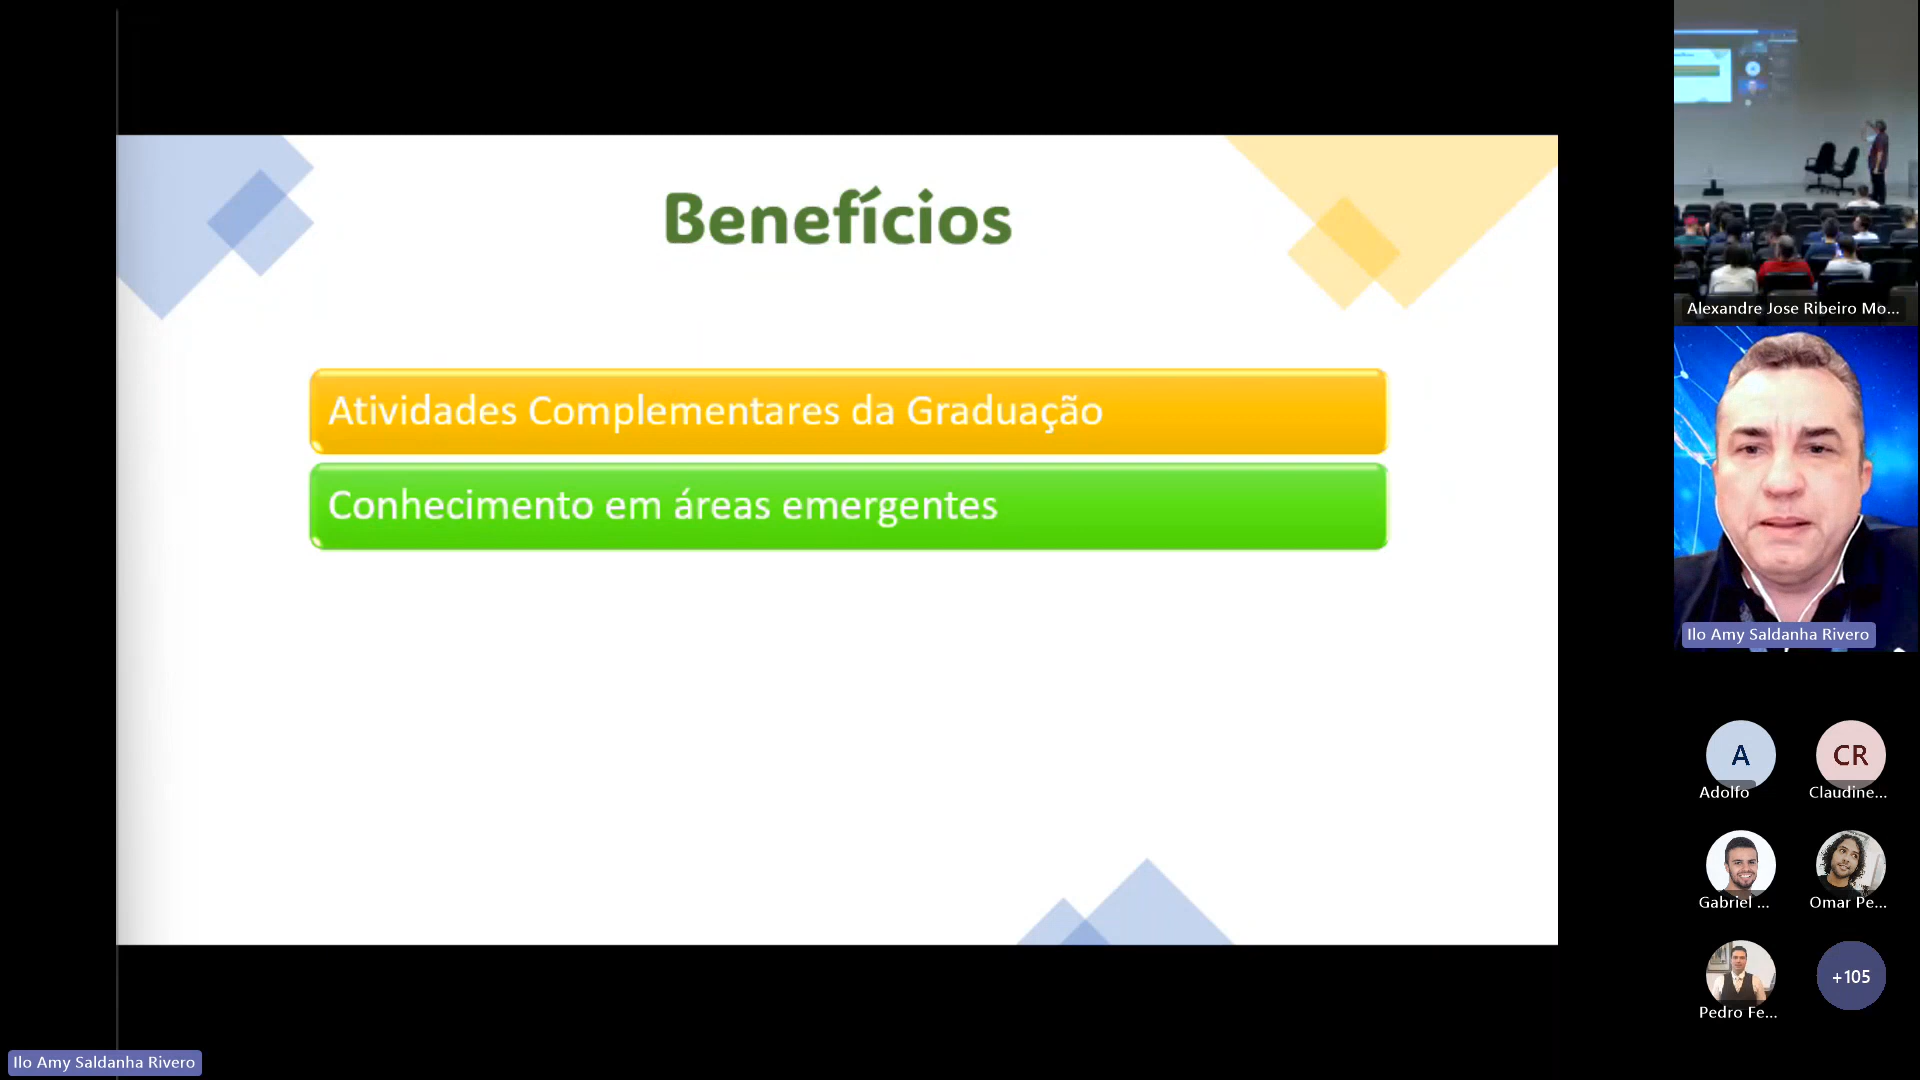 Benefícios
Atividades Complementares da Graduação
Conhecimento em áreas emergentes
Alexandre Jose Ribeiro Mo...
Ilo Amy Saldanha Rivero
A
Adolfo
CR
Claudine...
Gabriel ...
Omar Pe...
Pedro Fe...
+105
Ilo Amy Saldanha Rivero